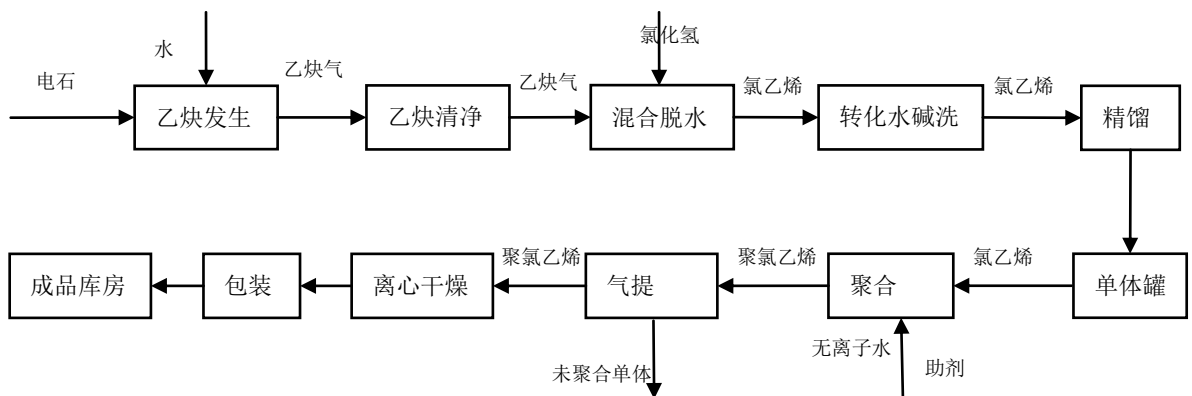 水
氯化氢
电石
乙炔气
乙炔气
氯乙烯
氯乙烯
乙炔发生
乙炔清净
混合脱水
转化水碱洗
精馏
聚氯乙烯
聚氯乙烯
氯乙烯
成品库房
包装
离心干燥
气提
聚合
单体罐
无离子水
助剂
未聚合单体